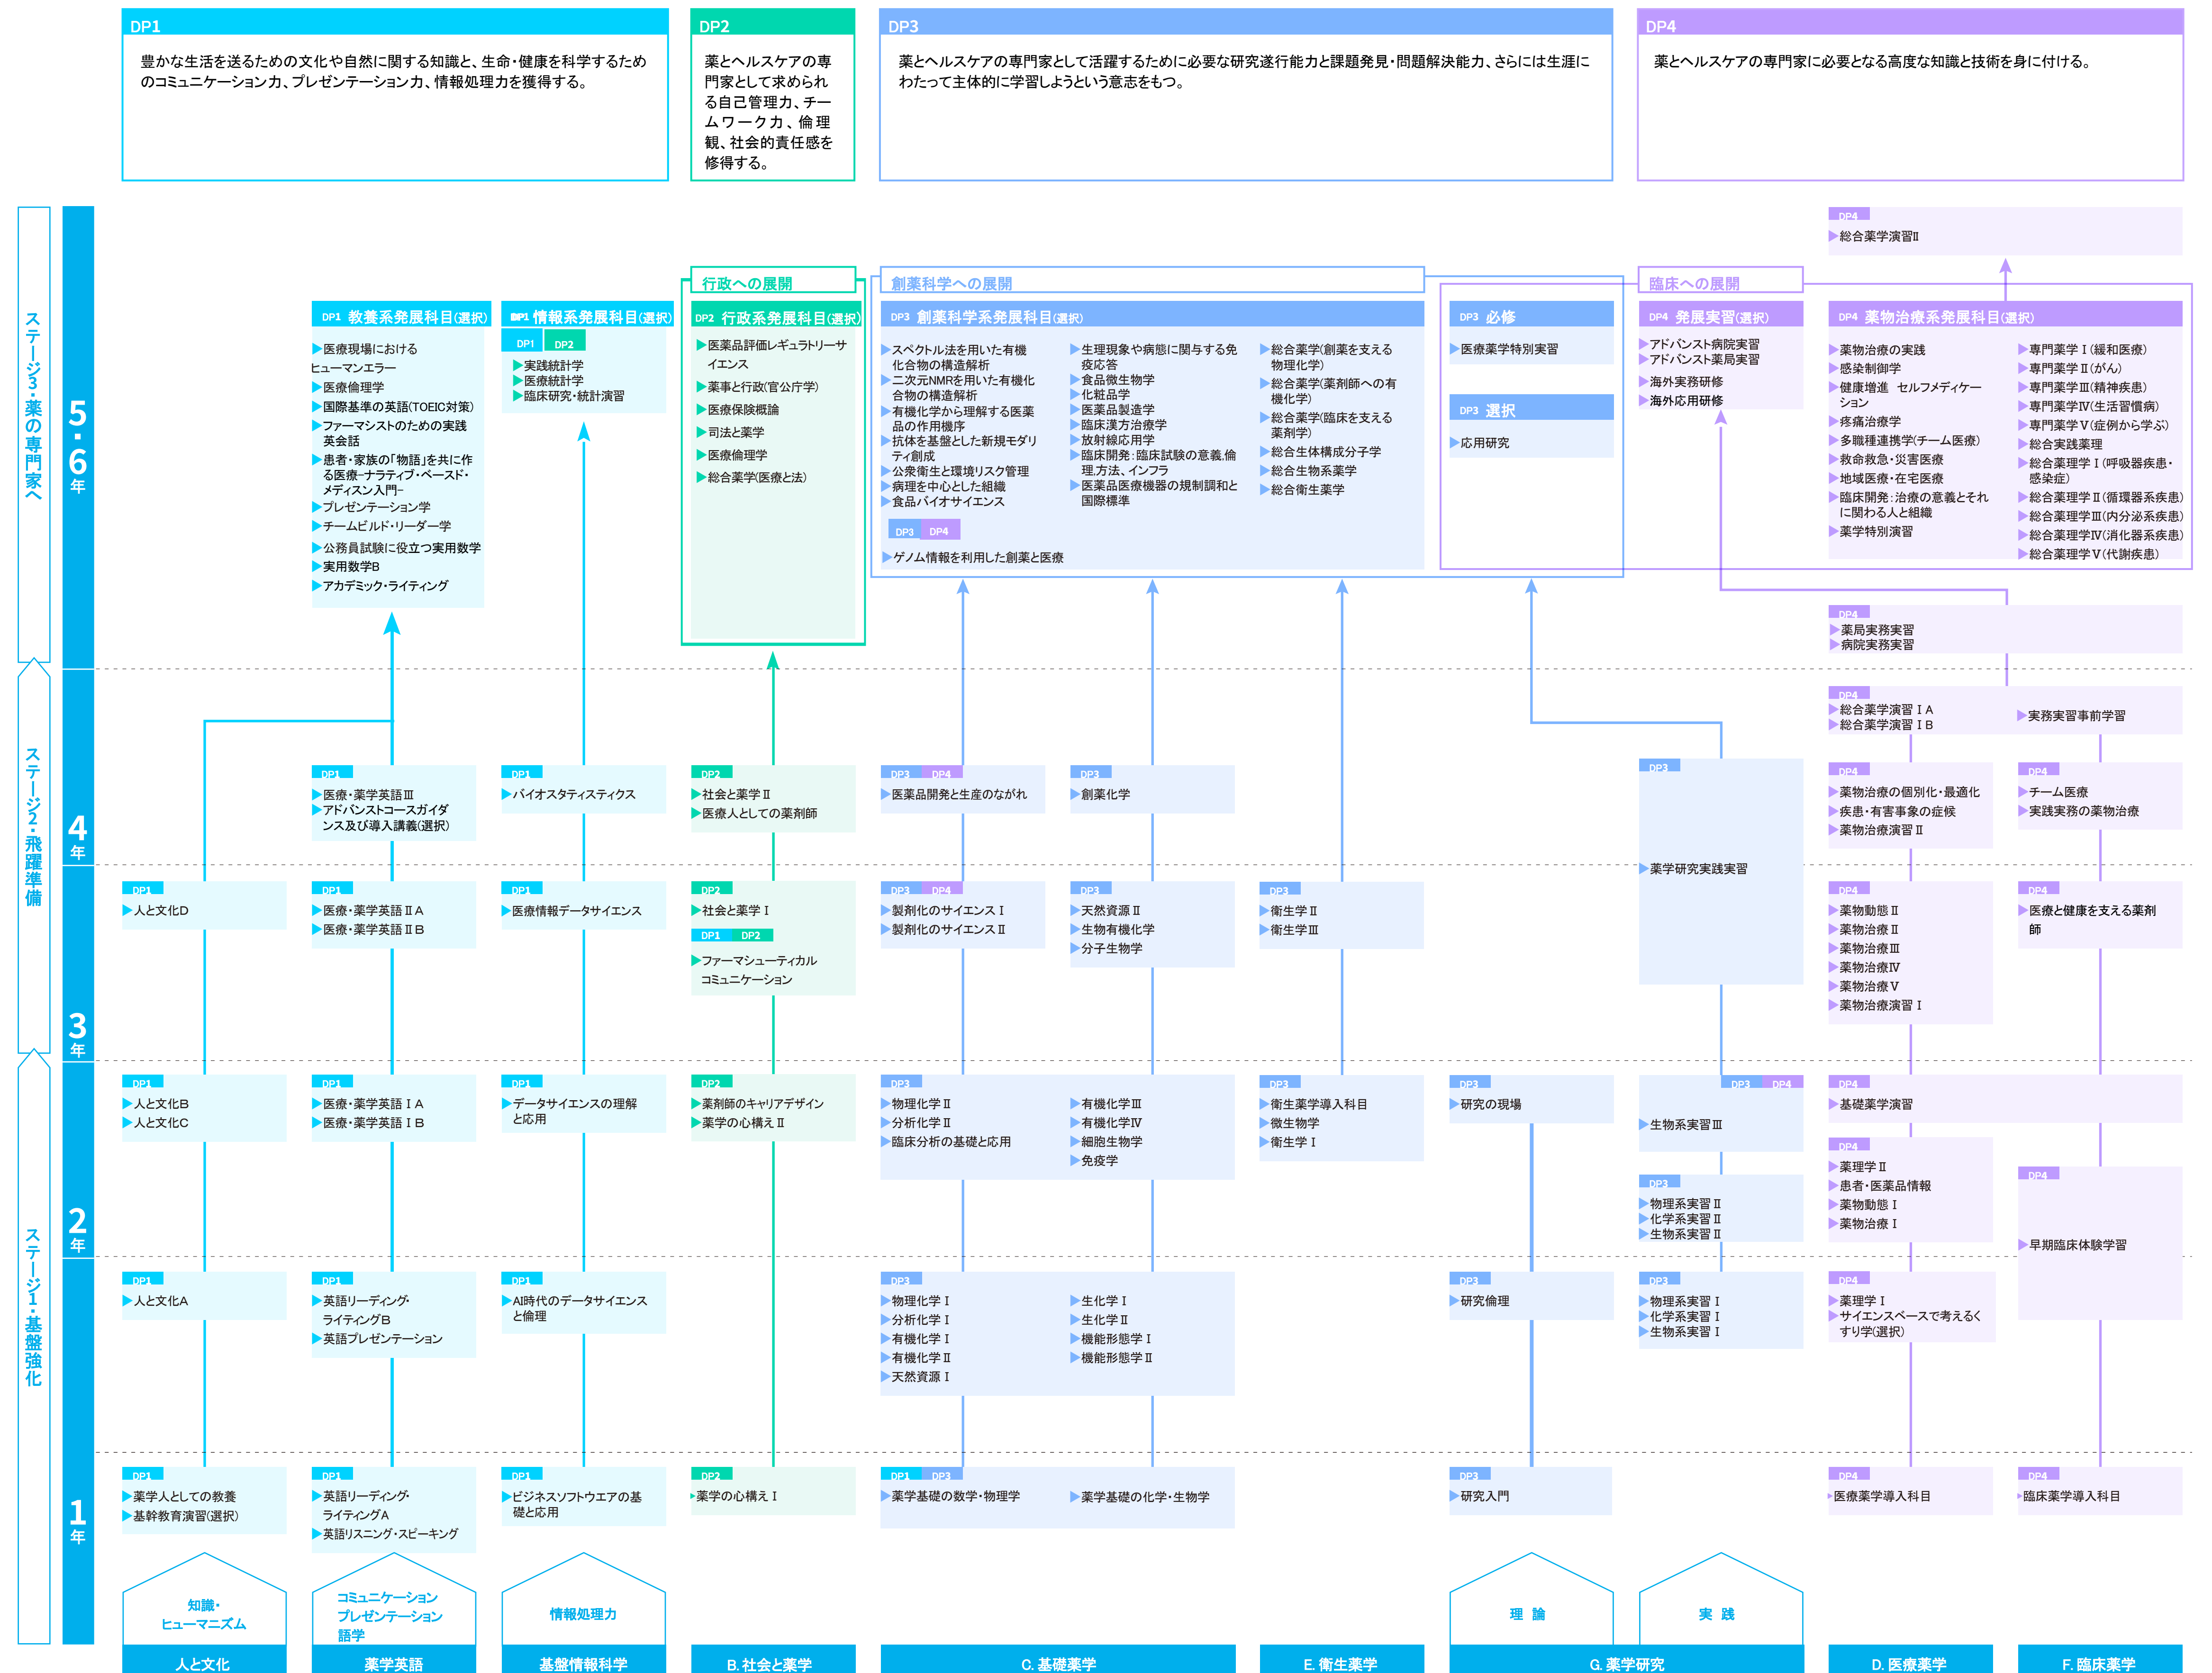 DP1
豊かな生活を送るための文化や自然に関する知識と、生命・健康を科学するため
のコミュニケーション力、プレゼンテーション力、情報処理力を獲得する。
DP2
薬とヘルスケアの専
門家として求めら​れ
る自己管理力、チー
ムワーク力、倫理
観、社会的責任感を
修得する。
DP3
薬とヘルスケアの専門家として活躍するために必要な研究遂行能力と課題発見・問題解決能力、さらには生涯に
わたって主体的に学習しようという意志をもつ。
DP4
薬とヘルスケアの専門家に必要となる高度な知識と技術を身に付ける。
ステージ3・薬の専門家へ
5・6年
DP4
総合薬学演習Ⅱ
行政への展開
創薬科学への展開
臨床への展開
DP1 教養系発展科目(選択)
医療現場における
ヒューマンエラー
医療倫理学
国際基準の英語(TOEIC対策)
ファーマシストのための実践
英会話
患者・家族の「物語」を共に作
る医療−ナラティブ・ベースド・
メディスン入門−
プレゼンテーション学
チームビルド・リーダー学
公務員試験に役立つ実用数学
実用数学B
アカデミック・ライティング
DP1 情報系発展科目(選択)
DP1 DP2
実践統計学
医療統計学
臨床研究・統計演習
DP2 行政系発展科目(選択)
医薬品評価レギュラトリーサ
イエンス
薬事と行政(官公庁学)
医療保険概論
司法と薬学
医療倫理学
総合薬学(医療と法)
DP3 創薬科学系発展科目(選択)
スペクトル法を用いた有機
化合物の構造解析
二次元NMRを用いた有機化
合物の構造解析
有機化学から理解する医薬
品の作用機序
抗体を基盤とした新規モダリ
ティ創成
公衆衛生と環境リスク管理
病理を中心とした組織
食品バイオサイエンス
DP3 DP4
ゲノム情報を利用した創薬と医療
生理現象や病態に関与する免
疫応答
食品微生物学
化粧品学
医薬品製造学
臨床漢方治療学
放射線応用学
臨床開発：臨床試験の意義,倫
理,方法、インフラ
医薬品医療機器の規制調和と
国際標準
総合薬学(創薬を支える
物理化学)
総合薬学(薬剤師への有
機化学)
総合薬学(臨床を支える
薬剤学)
総合生体構成分子学
総合生物系薬学
総合衛生薬学
DP3 必修
医療薬学特別実習
DP3 選択
応用研究
DP4 発展実習(選択)
アドバンスト病院実習
アドバンスト薬局実習
海外実務研修
海外応用研修
DP4 薬物治療系発展科目(選択)
薬物治療の実践
感染制御学
健康増進　セルフメディケー
ション
疼痛治療学
多職種連携学(チーム医療)
救命救急・災害医療
地域医療・在宅医療
臨床開発：治療の意義とそれ
に関わる人と組織
薬学特別演習
専門薬学Ⅰ(緩和医療)
専門薬学Ⅱ(がん)
専門薬学Ⅲ(精神疾患)
専門薬学Ⅳ(生活習慣病)
専門薬学Ⅴ(症例から学ぶ)
総合実践薬理
総合薬理学Ⅰ(呼吸器疾患・
感染症)
総合薬理学Ⅱ(循環器系疾患)
総合薬理学Ⅲ(内分泌系疾患)
総合薬理学Ⅳ(消化器系疾患)
総合薬理学Ⅴ(代謝疾患)
DP4
薬局実務実習
病院実務実習
ステージ2・飛躍準備
4年
DP4
総合薬学演習ⅠA
総合薬学演習ⅠB
実務実習事前学習
DP1
医療・薬学英語Ⅲ
アドバンストコースガイダ
ンス及び導入講義(選択)
DP1
バイオスタティスティクス
DP2
社会と薬学Ⅱ
医療人としての薬剤師
DP3 DP4
医薬品開発と生産のながれ
DP3
創薬化学
DP3
薬学研究実践実習
DP4
薬物治療の個別化・最適化
疾患・有害事象の症候
薬物治療演習Ⅱ
DP4
チーム医療
実践実務の薬物治療
3年
DP1
人と文化D
DP1
医療・薬学英語ⅡA
医療・薬学英語ⅡB
DP1
医療情報データサイエンス
DP2
社会と薬学Ⅰ
DP1 DP2
ファーマシューティカル
コミュニケーション
DP3 DP4
製剤化のサイエンスⅠ
製剤化のサイエンスⅡ
DP3
天然資源Ⅱ
生物有機化学
分子生物学
DP3
衛生学Ⅱ
衛生学Ⅲ
DP4
薬物動態Ⅱ
薬物治療Ⅱ
薬物治療Ⅲ
薬物治療Ⅳ
薬物治療Ⅴ
薬物治療演習Ⅰ
DP4
医療と健康を支える薬剤
師
ステージ1・基盤強化
2年
DP1
人と文化B
人と文化C
DP1
医療・薬学英語ⅠA
医療・薬学英語ⅠB
DP1
データサイエンスの理解
と応用
DP2
薬剤師のキャリアデザイン
薬学の心構えⅡ
DP3
物理化学Ⅱ
分析化学Ⅱ
臨床分析の基礎と応用
有機化学Ⅲ
有機化学Ⅳ
細胞生物学
免疫学
DP3
衛生薬学導入科目
微生物学
衛生学Ⅰ
DP3
研究の現場
DP3 DP4
生物系実習Ⅲ
DP3
物理系実習Ⅱ
化学系実習Ⅱ
生物系実習Ⅱ
DP4
基礎薬学演習
DP4
薬理学Ⅱ
患者・医薬品情報
薬物動態Ⅰ
薬物治療Ⅰ
DP4
早期臨床体験学習
1年
DP1
人と文化A
DP1
英語リーディング・
ライティングB
英語プレゼンテーション
DP1
AI時代のデータサイエンス
と倫理
DP3
物理化学Ⅰ
分析化学Ⅰ
有機化学Ⅰ
有機化学Ⅱ
天然資源Ⅰ
生化学Ⅰ
生化学Ⅱ
機能形態学Ⅰ
機能形態学Ⅱ
DP3
研究倫理
DP3
物理系実習Ⅰ
化学系実習Ⅰ
生物系実習Ⅰ
DP4
薬理学Ⅰ
サイエンスベースで考えるく
すり学(選択)
DP1
薬学人としての教養
基幹教育演習(選択)
DP1
英語リーディング・
ライティングA
英語リスニング・スピーキング
DP1
ビジネスソフトウエアの基
礎と応用
DP2
薬学の心構えⅠ
DP1 DP3
薬学基礎の数学・物理学
薬学基礎の化学・生物学
DP3
研究入門
DP4
医療薬学導入科目
DP4
臨床薬学導入科目
知識・
ヒューマニズム
コミュニケーション
プレゼンテーション
語学
情報処理力
理 論
実 践
人と文化
薬学英語
基盤情報科学
B. 社会と薬学
C. 基礎薬学
E. 衛生薬学
G. 薬学研究
D. 医療薬学
F. 臨床薬学